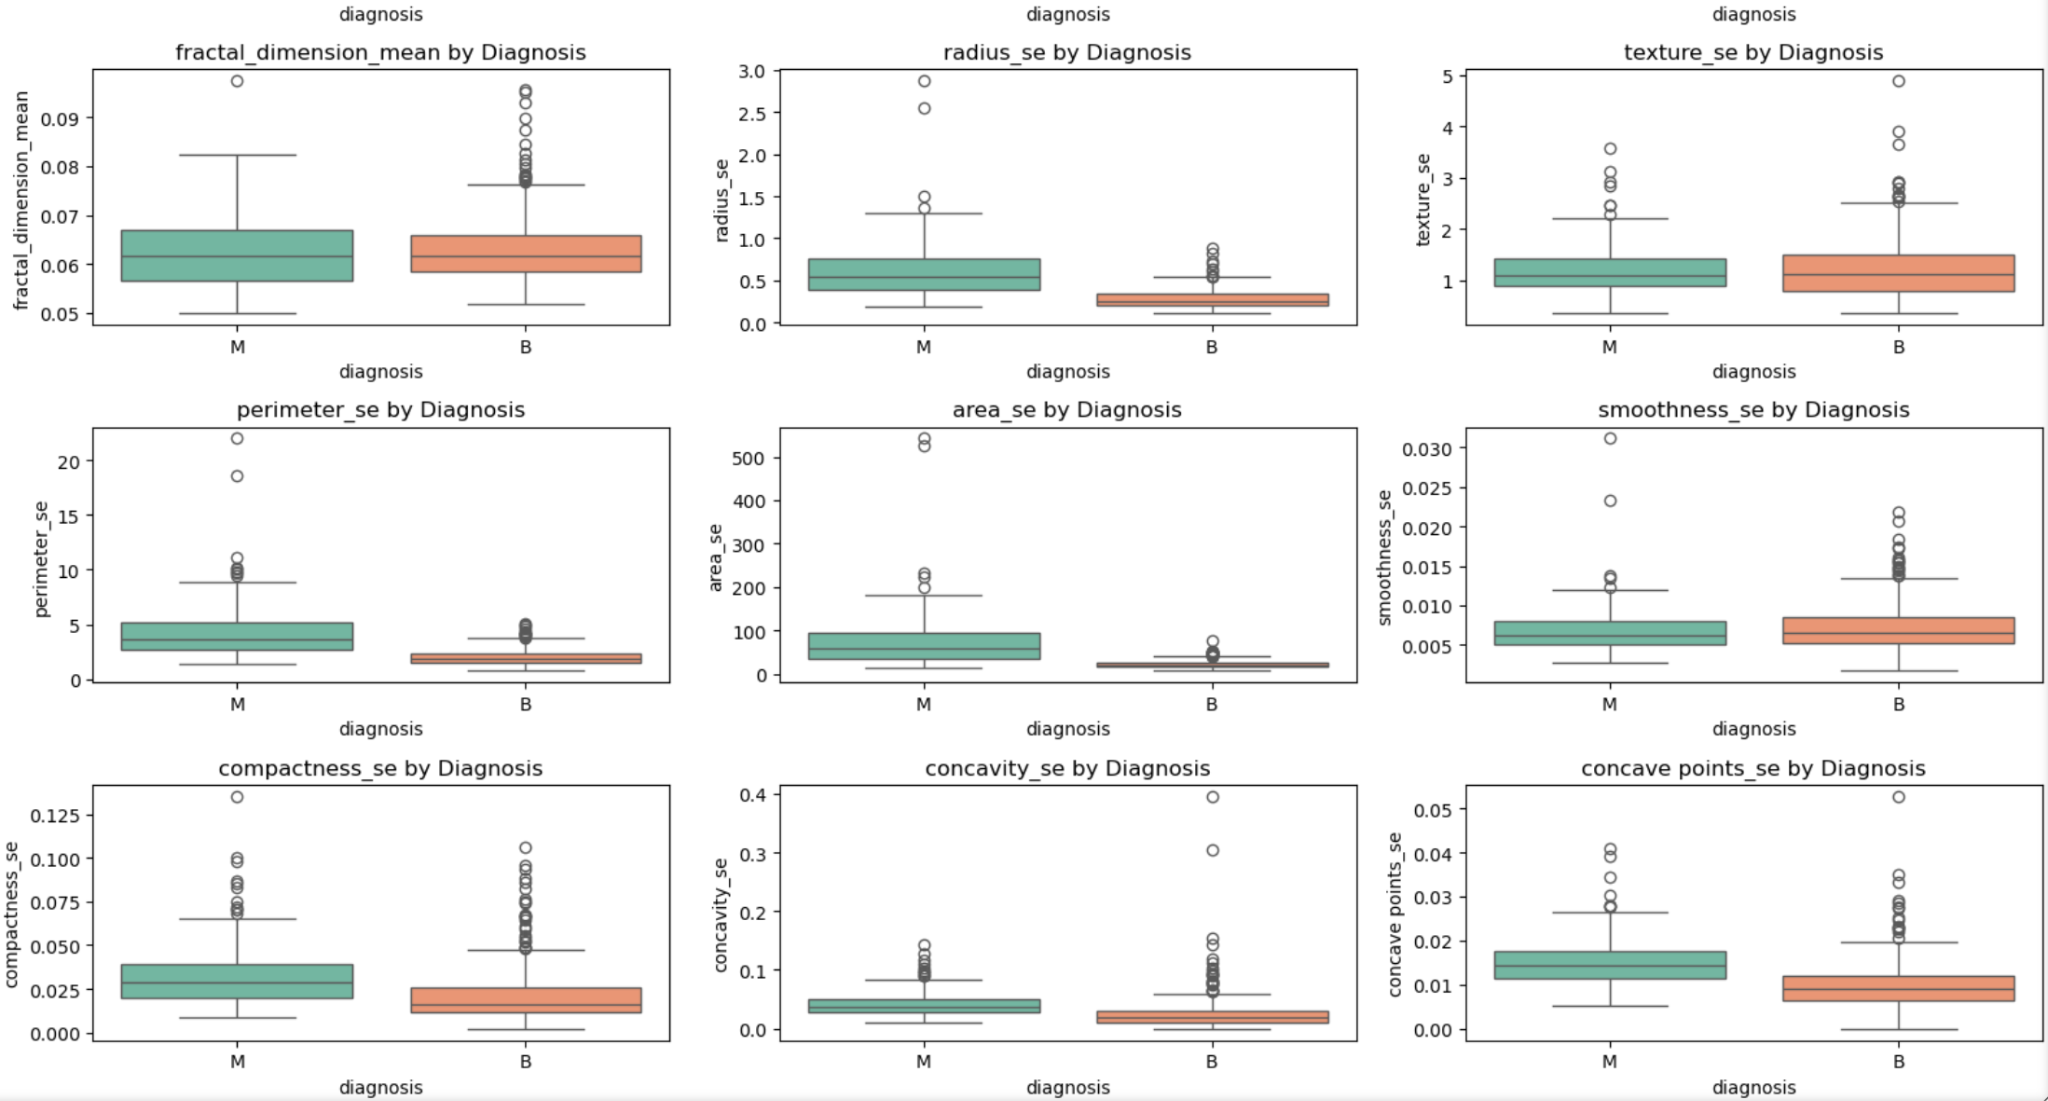 diagnosis
diagnosis
diagnosis
fractal_dimension_mean by Diagnosis
fractal_dimension_mean
0.09
0.08
0.07
0.06
0.05
M
B
diagnosis
radius_se by Diagnosis
radius_se
3.0
2.5
2.0
1.5
1.0
0.5
0.0
M
B
diagnosis
texture_se by Diagnosis
texture_se
5
4
3
2
1
M
B
diagnosis
perimeter_se by Diagnosis
perimeter_se
20
15
10
5
0
M
B
diagnosis
area_se by Diagnosis
area_se
500
400
300
200
100
0
M
B
diagnosis
smoothness_se by Diagnosis
smoothness_se
0.030
0.025
0.020
0.015
0.010
0.005
M
B
diagnosis
compactness_se by Diagnosis
compactness_se
0.125
0.100
0.075
0.050
0.025
0.000
M
B
diagnosis
concavity_se by Diagnosis
concavity_se
0.4
0.3
0.2
0.1
0.0
M
B
diagnosis
concave points_se by Diagnosis
concave points_se
0.05
0.04
0.03
0.02
0.01
0.00
M
B
diagnosis